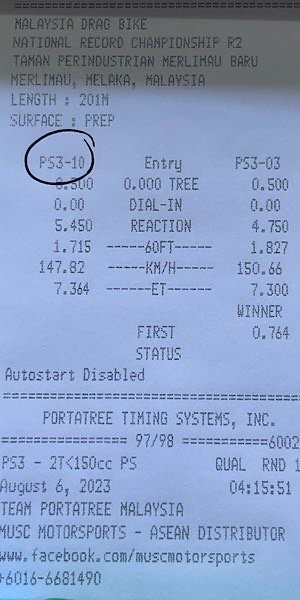 ================================
MALAYSIA DRAG BIKE
NATIONAL RECORD CHAMPIONSHIP R2
TAMAN PERINDUSTRIAN MERLIMAU BARU
MERLIMAU, MELAKA, MALAYSIA
LENGTH : 201M
SURFACE : PREP
PS3-10 Entry PS3-03
0.500 0.000 TREE 0.500
0.00 DIAL-IN 0.00
5.450 REACTION 4.750
1.715 -----60FT----- 1.827
147.82 -----KM/H----- 150.66
7.364 ------ET------ 7.300
WINNER
FIRST 0.764
STATUS
Autostart Disabled
================================
PORTATREE TIMING SYSTEMS, INC.
============== 97/98 ===========6002
PS3 - 2T<150cc PS QUAL RND 1
August 6, 2023 04:15:51
TEAM PORTATREE MALAYSIA
MUSC MOTORSPORTS - ASEAN DISTRIBUTOR
www.facebook.com/muscmotorsports
+6016-6681490